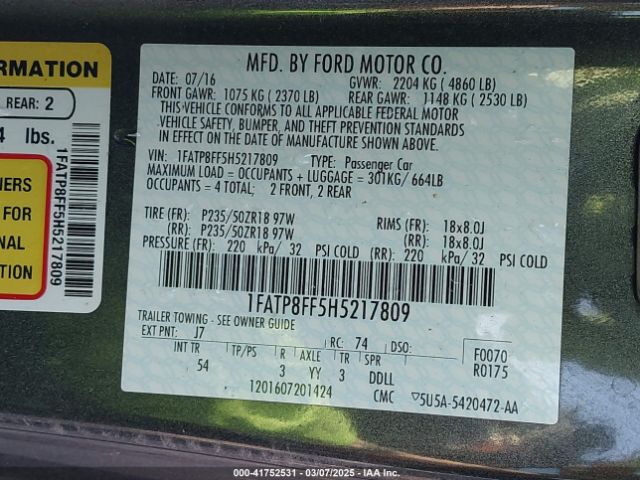 ORMATION
REAR: 2
4 lbs.
NERS
FOR
NAL
1FATP8FF5H5217809
MFD. BY FORD MOTOR CO.
DATE: 07/16 GVWR: 2204 KG ( 4860 LB)
FRONT GAWR: 1075 KG ( 2370 LB) REAR GAWR: 1148 KG ( 2530 LB)
THIS VEHICLE CONFORMS TO ALL APPLICABLE FEDERAL MOTOR
VEHICLE SAFETY, BUMPER, AND THEFT PREVENTION STANDARDS
IN EFFECT ON THE DATE OF MANUFACTURE SHOWN ABOVE.
VIN: 1FATP8FF5H5217809 TYPE: Passenger Car
MAXIMUM LOAD = OCCUPANTS + LUGGAGE = 301KG/ 664LB
OCCUPANTS = 4 TOTAL: 2 FRONT, 2 REAR
TIRE (FR): P235/50ZR18 97W RIMS (FR): 18x8.0J
(RR): P235/50ZR18 97W (RR): 18x8.0J
PRESSURE (FR): 220 kPa/ 32 PSI COLD (RR): 220 kPa/ 32 PSI COLD
1FATP8FF5H5217809
TRAILER TOWING - SEE OWNER GUIDE
EXT PNT: J7 RC: 74 DSO: F0070
R0175
INT TR TP/PS R AXLE TR SPR
54 3 YY 3 DDLL
1201607201424 CMC ▽5U5A-5420472-AA
000-41752531 — 03/07/2025 — IAA Inc.